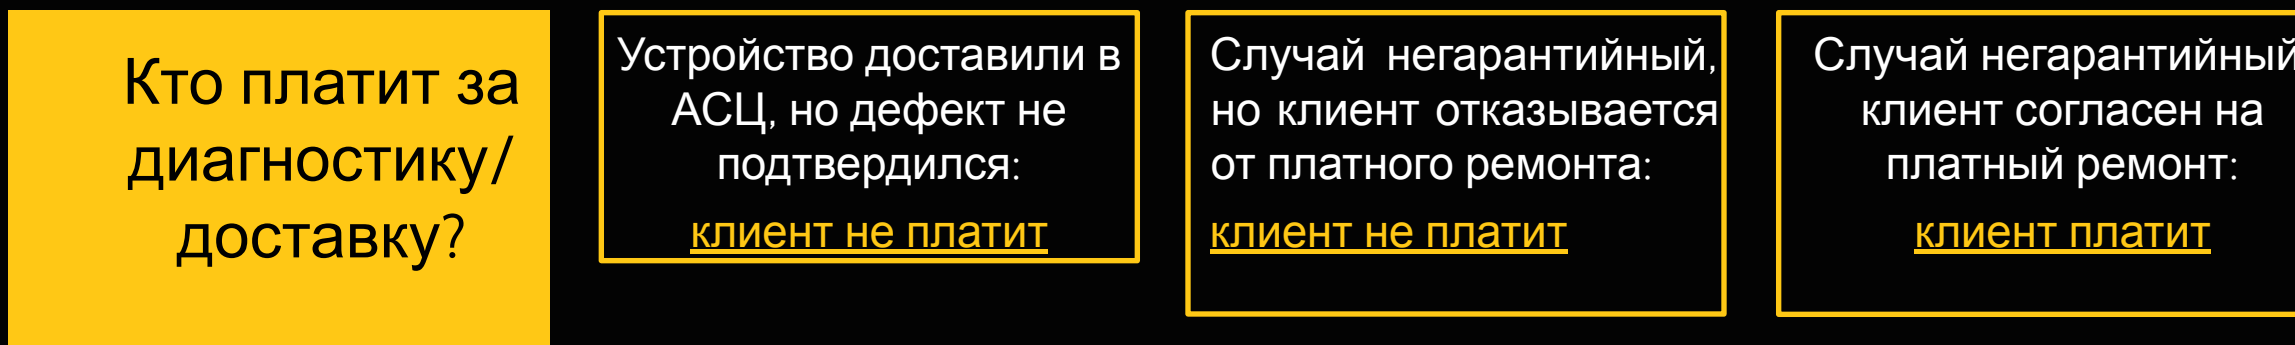 Кто платит за
диагностику/
доставку?
Устройство доставили в
АСЦ, но дефект не
подтвердился:
клиент не платит
Случай негарантийный,
но клиент отказывается
от платного ремонта:
клиент не платит
Случай негарантийный
клиент согласен на
платный ремонт:
клиент платит